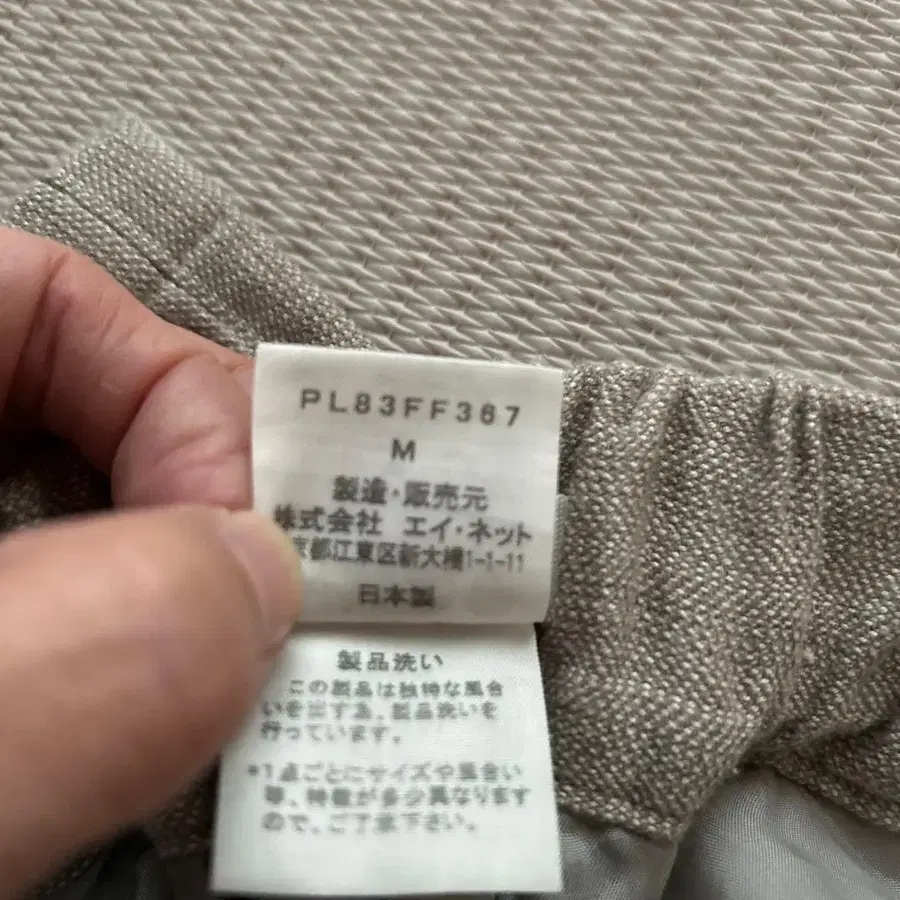 PL83FF367
M
製造・販売元
株式会社 エイ・ネット
京都江東区新大橋1-1-11
日本製
製品洗い
この製品は独特な風合
いを出す為、製品洗いを
行っています。
*1点ごとにサイズや風合い
等、特徴が多少異なります
ので、ご了承下さい。